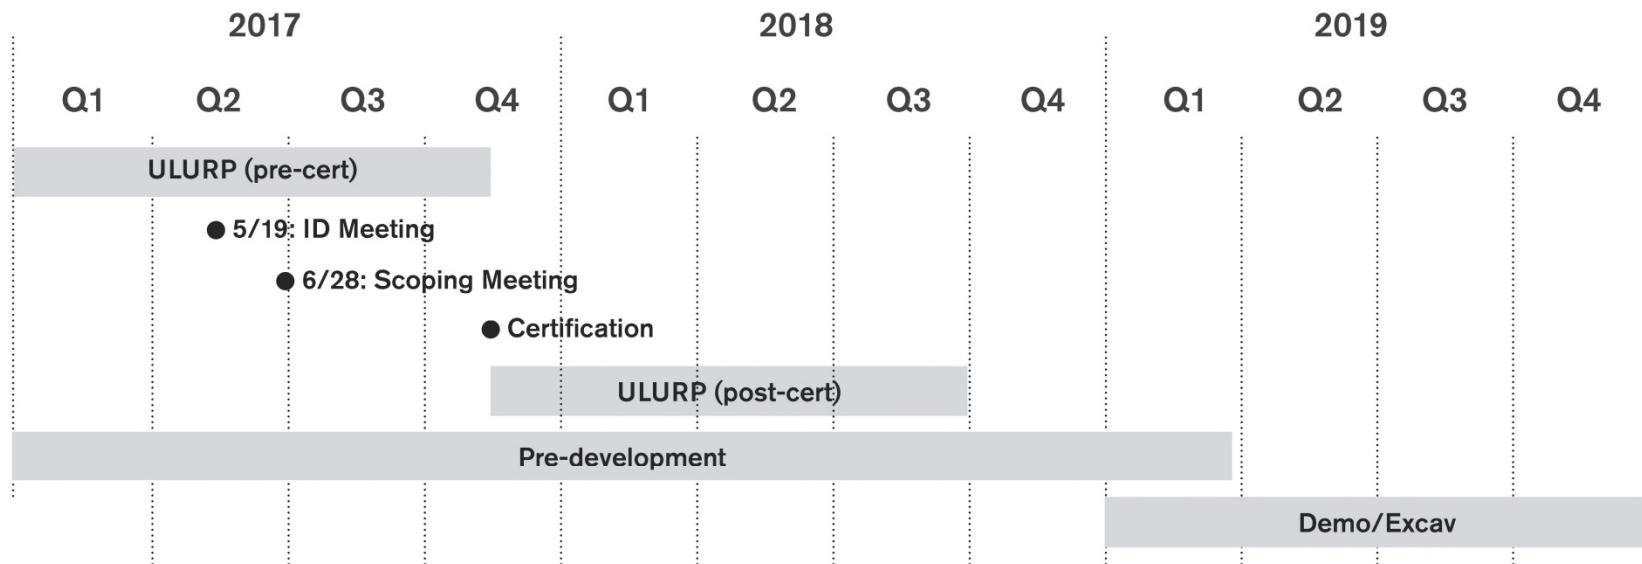 2017 2018 2019
Q1 Q2 Q3 Q4 Q1 Q2 Q3 Q4 Q1 Q2 Q3 Q4
ULURP (pre-cert)
5/19: ID Meeting
6/28: Scoping Meeting
Certification
ULURP (post-cert)
Pre-development
Demo/Excav